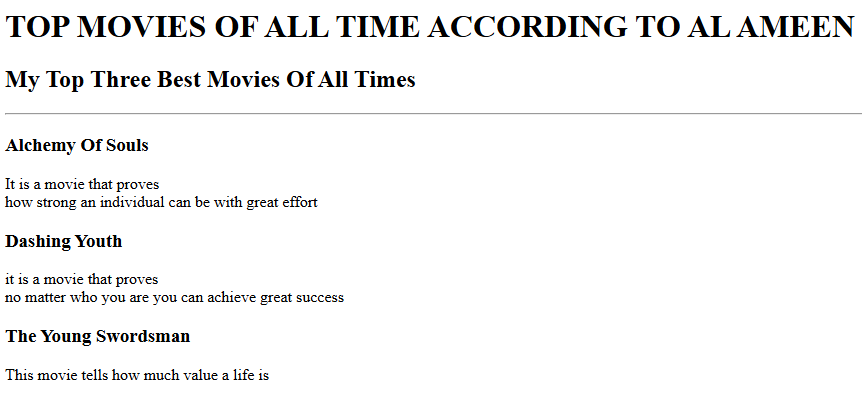 TOP MOVIES OF ALL TIME ACCORDING TO AL AMEEN
My Top Three Best Movies Of All Times
Alchemy Of Souls
It is a movie that proves
how strong an individual can be with great effort
Dashing Youth
it is a movie that proves
no matter who you are you can achieve great success
The Young Swordsman
This movie tells how much value a life is